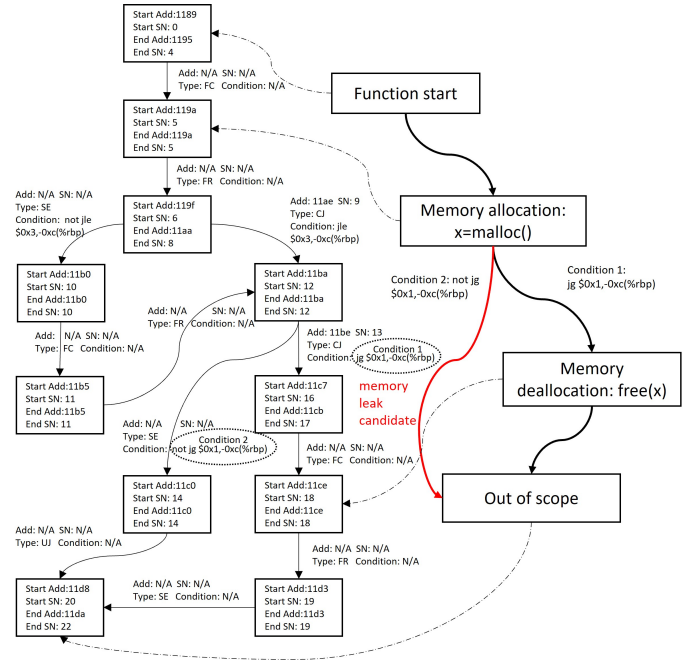 Start Add:1189
Start SN: 0
End Add:1195
End SN: 4
Add: N/A SN: N/A
Type: FC Condition: N/A
Function start
Start Add:119a
Start SN: 5
End Add:119a
End SN: 5
Add: N/A SN: N/A
Type: FR Condition: N/A
Add: N/A SN: N/A
Type: SE
Condition: not jle
$0x3,-0xc(%rbp)
Start Add:119f
Start SN: 6
End Add:11aa
End SN: 8
Add: 11ae SN: 9
Type: CJ
Condition: jle
$0x3,-0xc(%rbp)
Memory allocation:
x=malloc()
Start Add:11b0
Start SN: 10
End Add:11b0
End SN: 10
Start Add:11ba
Start SN: 12
End Add:11ba
End SN: 12
Condition 2: not jg
$0x1,-0xc(%rbp)
Condition 1:
jg $0x1,-0xc(%rbp)
Add: N/A SN: N/A
Type: FR Condition: N/A
Add: N/A SN: N/A
Type: FC Condition: N/A
Add: 11be SN: 13
Type: CJ
Condition: jg $0x1,-0xc(%rbp)
Condition 1
Start Add:11b5
Start SN: 11
End Add:11b5
End SN: 11
Start Add:11c7
Start SN: 16
End Add:11cb
End SN: 17
memory
leak
candidate
Memory
deallocation: free(x)
Add: N/A SN: N/A
Type: SE
Condition: not jg $0x1,-0xc(%rbp)
Condition 2
Add: N/A SN: N/A
Type: FC Condition: N/A
Start Add:11c0
Start SN: 14
End Add:11c0
End SN: 14
Start Add:11ce
Start SN: 18
End Add:11ce
End SN: 18
Out of scope
Add: N/A SN: N/A
Type: UJ Condition: N/A
Add: N/A SN: N/A
Type: FR Condition: N/A
Start Add:11d8
Start SN: 20
End Add:11da
End SN: 22
Add: N/A SN: N/A
Type: SE Condition: N/A
Start Add:11d3
Start SN: 19
End Add:11d3
End SN: 19